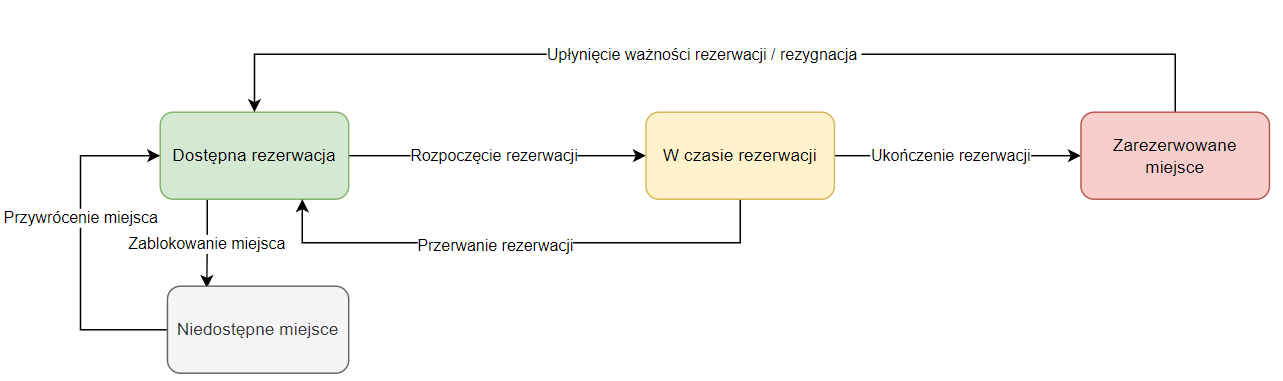 Upłynięcie ważności rezerwacji / rezygnacja
Dostępna rezerwacja
Rozpoczęcie rezerwacji
W czasie rezerwacji
Ukończenie rezerwacji
Zarezerwowane
miejsce
Przywrócenie miejsca
Zablokowanie miejsca
Przerwanie rezerwacji
Niedostępne miejsce